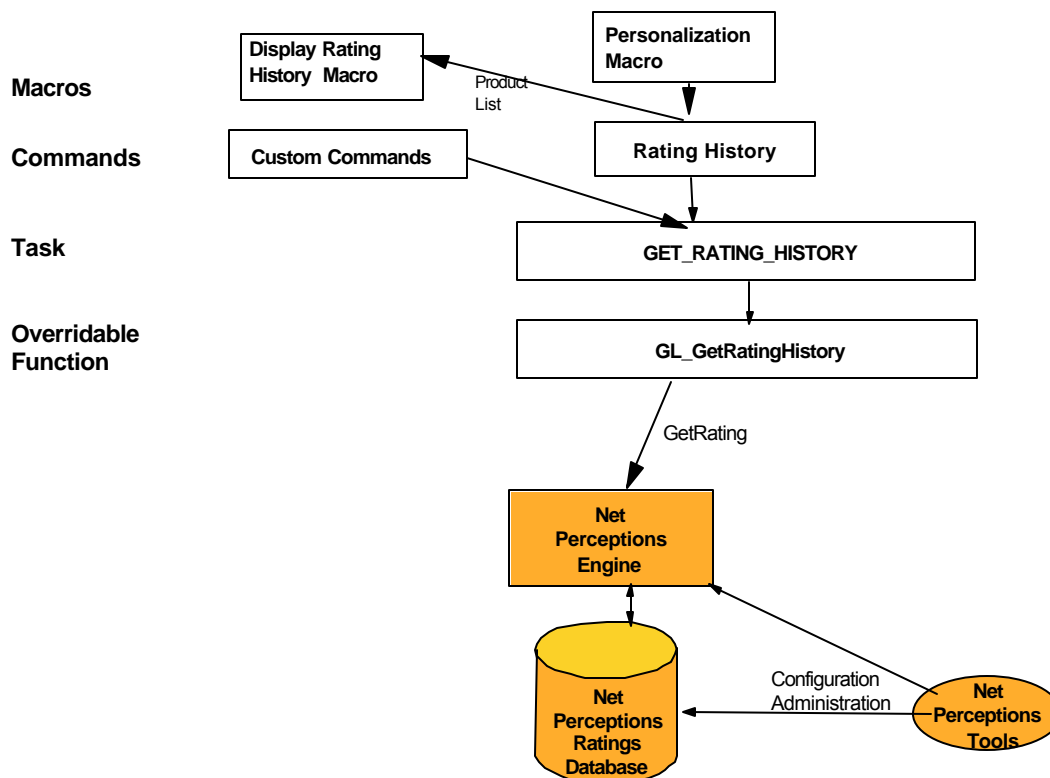 Personalization
Macro
Display Rating
History Macro
Macros
Product
List
Commands
Custom Commands
Rating History
Task
GET_RATING_HISTORY
Overridable
Function
GL_GetRatingHistory
GetRating
Net
Perceptions
Engine
Configuration
Administration
Net
Perceptions
Ratings
Database
Net
Perceptions
Tools